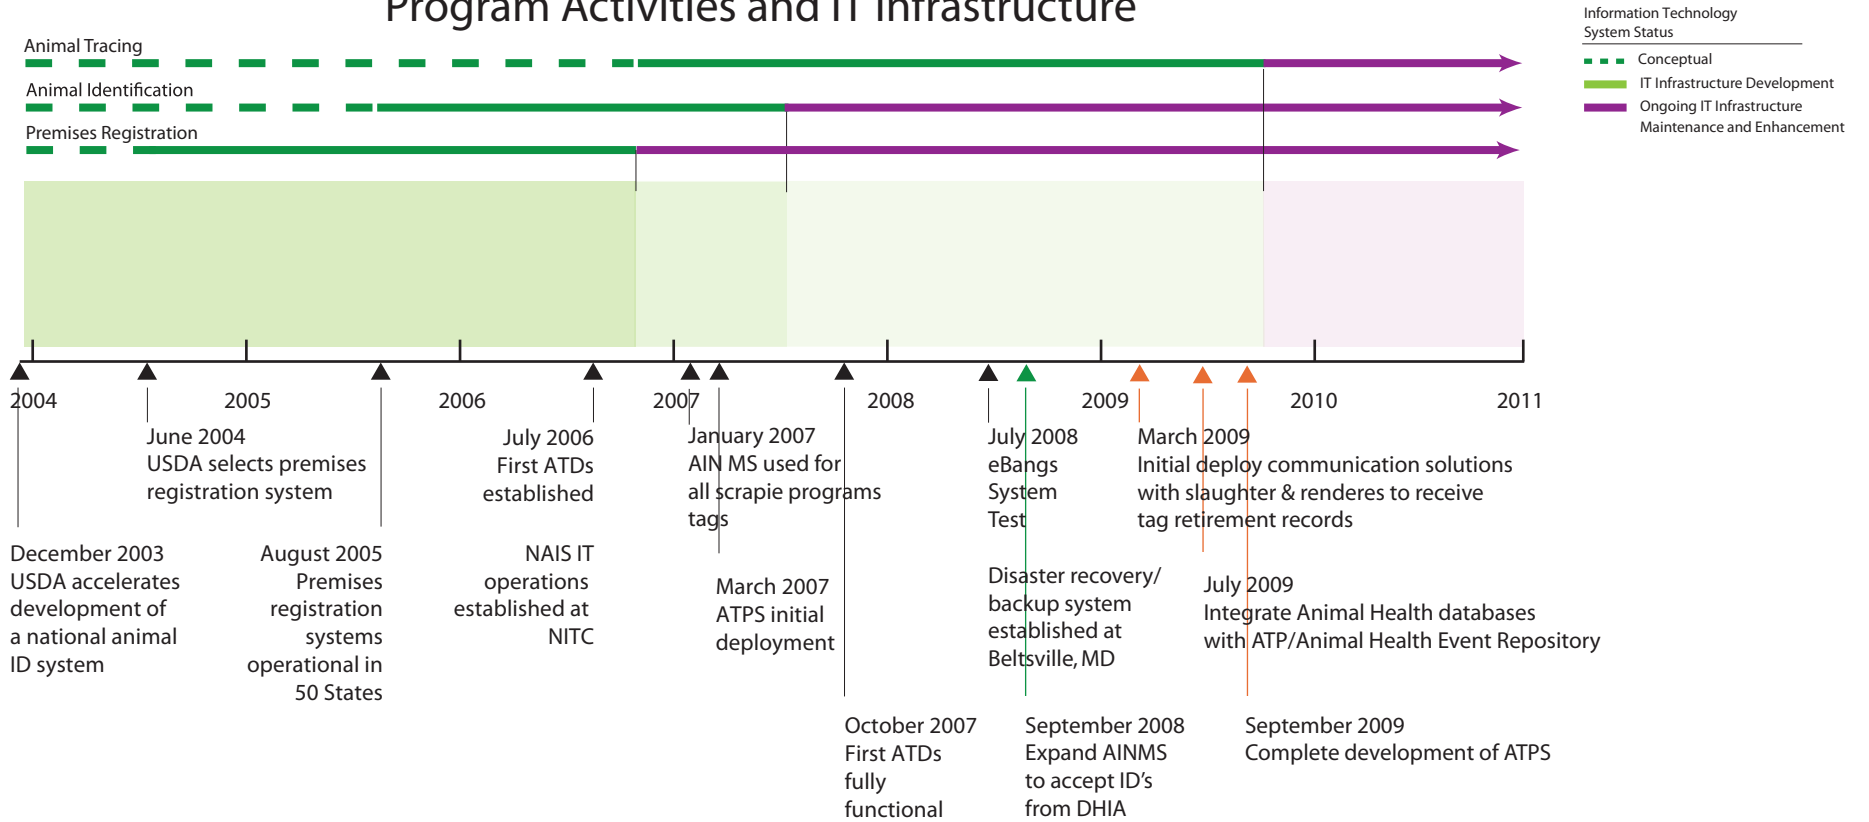 Program Activities and IT Infrastructure
Information Technology
System Status
Conceptual
IT Infrastructure Development
Ongoing IT Infrastructure
Maintenance and Enhancement
Animal Tracing
Animal Identification
Premises Registration
2004
2005
2006
2007
2008
2009
2010
2011
December 2003
USDA accelerates
development of
a national animal
ID system
June 2004
USDA selects premises
registration system
August 2005
Premises
registration
systems
operational in
50 States
July 2006
First ATDs
established
NAIS IT
operations
established at
NITC
January 2007
AIN MS used for
all scrapie programs
tags
March 2007
ATPS initial
deployment
October 2007
First ATDs
fully
functional
July 2008
eBangs
System
Test
Disaster recovery/
backup system
established at
Beltsville, MD
September 2008
Expand AINMS
to accept ID's
from DHIA
March 2009
Initial deploy communication solutions
with slaughter & renderes to receive
tag retirement records
July 2009
Integrate Animal Health databases
with ATP/Animal Health Event Repository
September 2009
Complete development of ATPS